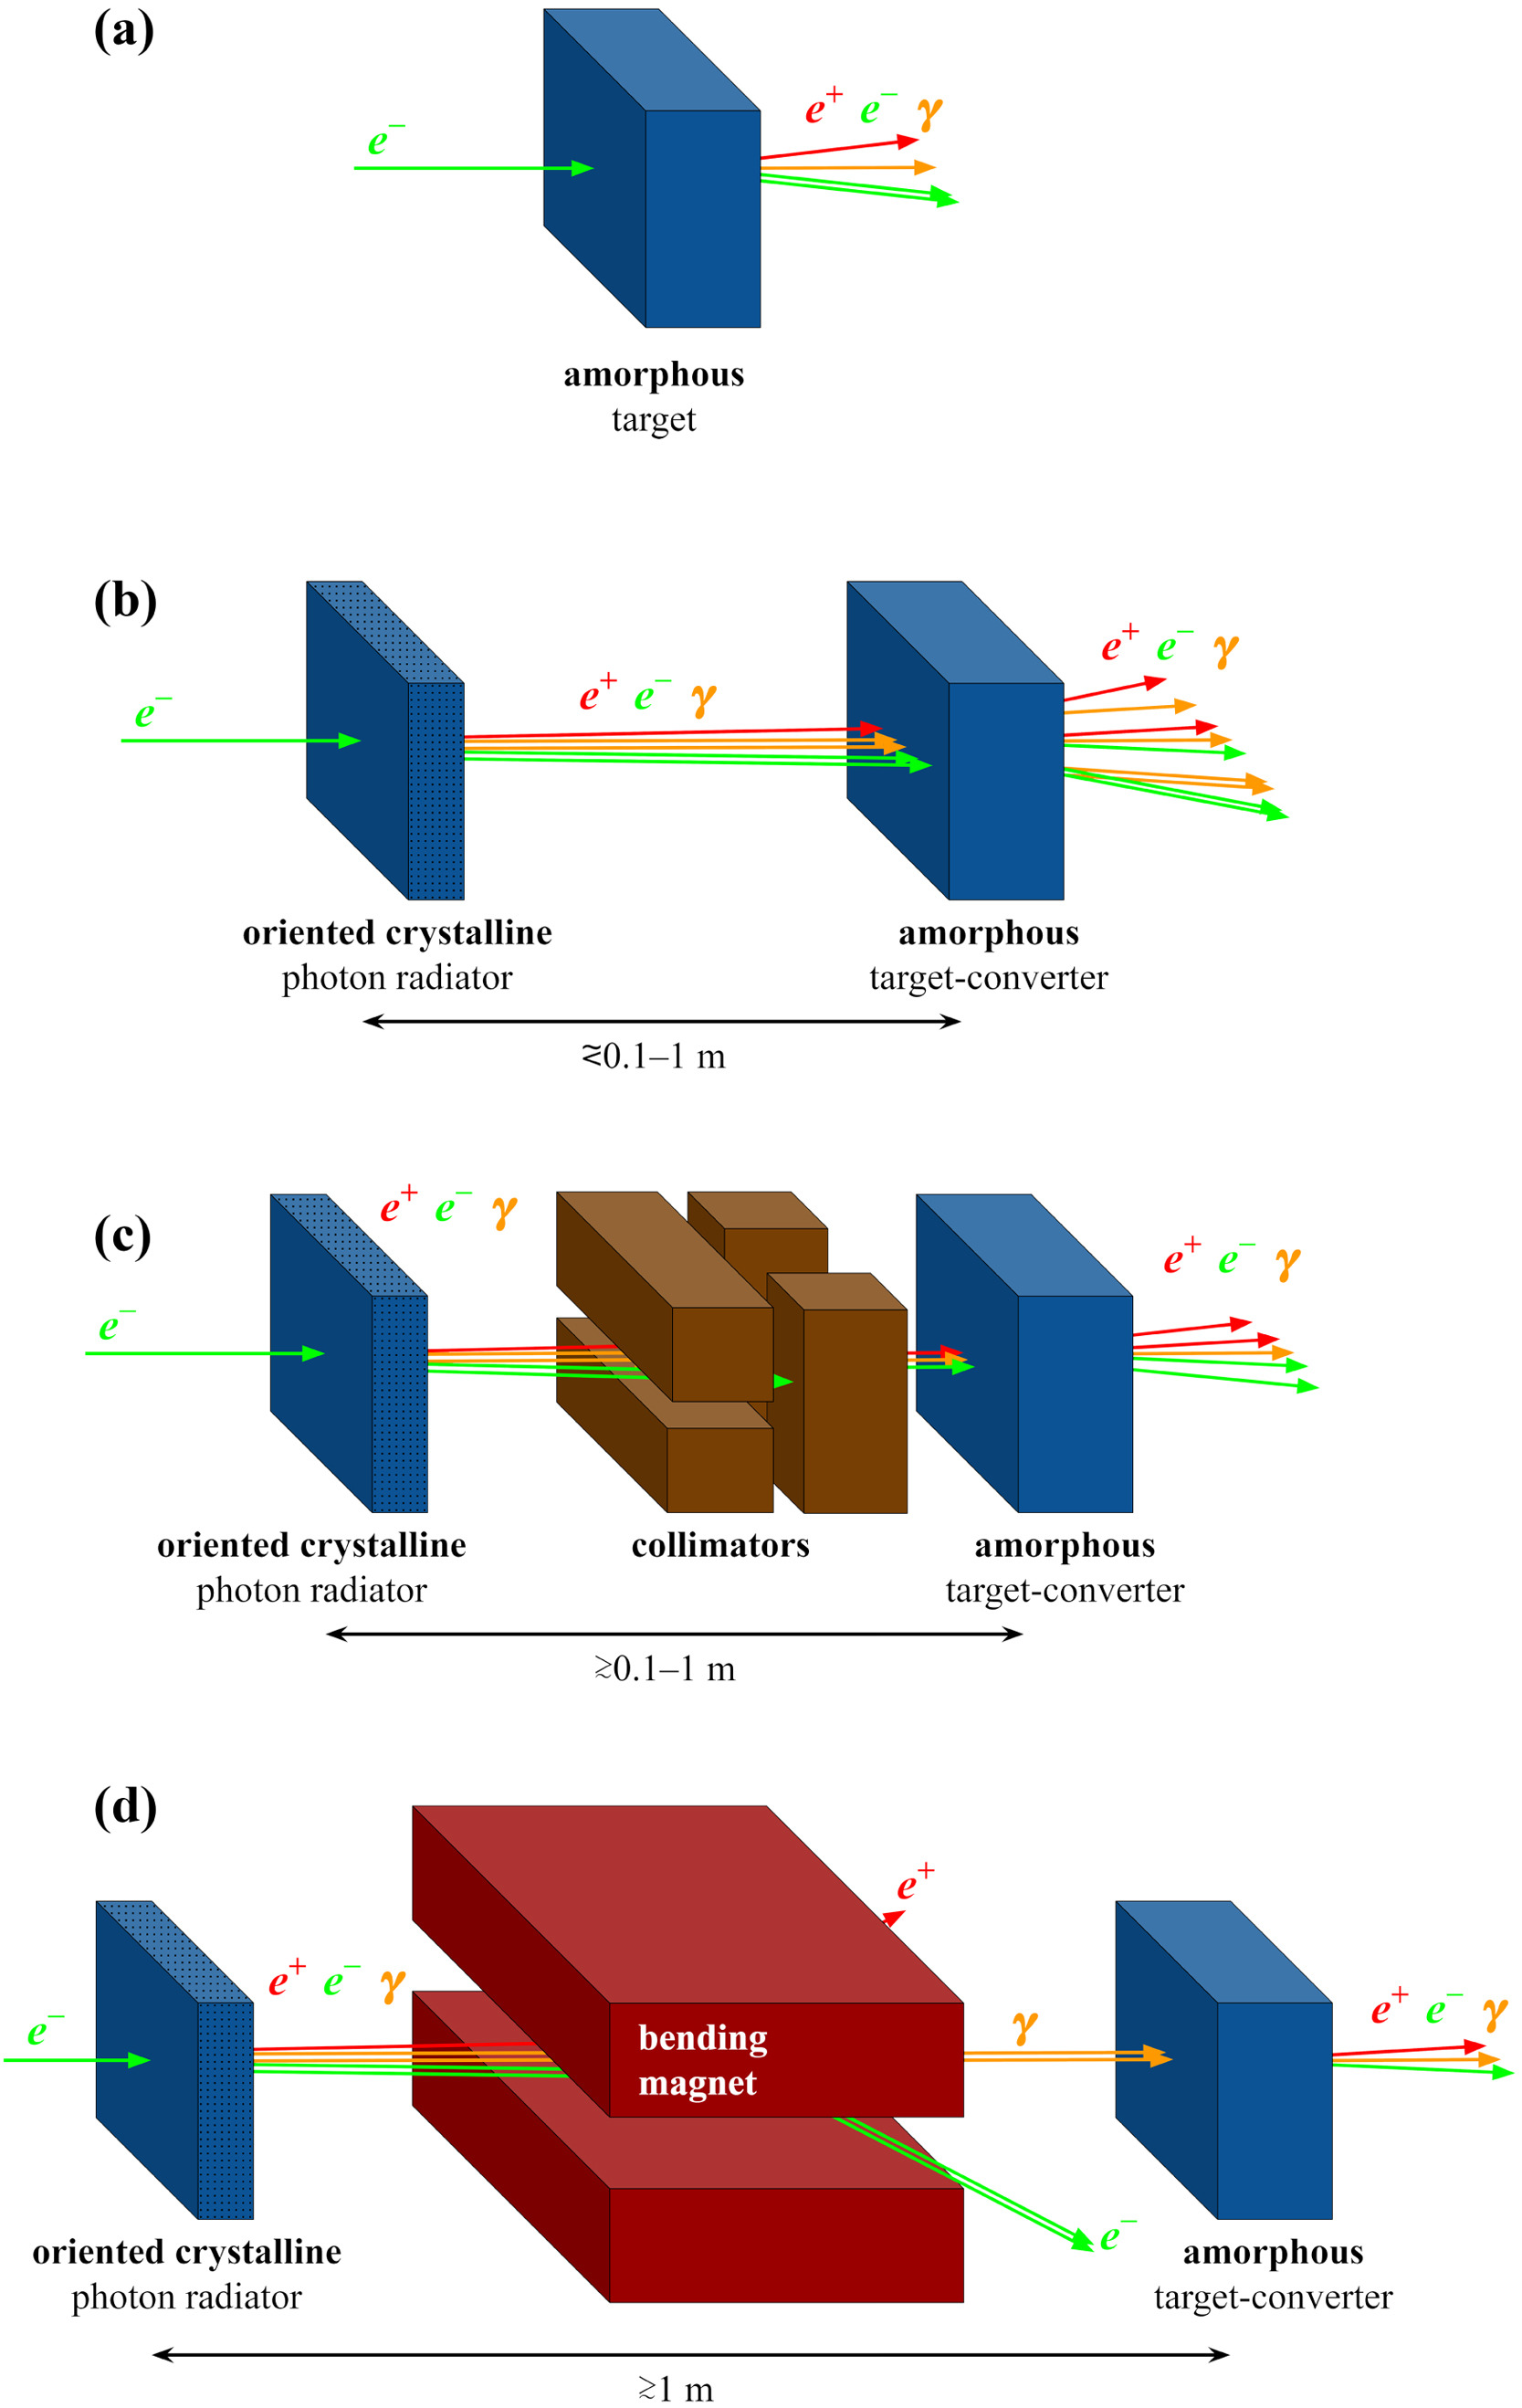 (a)
e⁻
e⁺ e⁻ γ
amorphous
target
(b)
e⁻
e⁺ e⁻ γ
e⁺ e⁻ γ
oriented crystalline
photon radiator
amorphous
target-converter
⪝0.1–1 m
(c)
e⁻
e⁺ e⁻ γ
e⁺ e⁻ γ
oriented crystalline
photon radiator
collimators
amorphous
target-converter
≳0.1–1 m
(d)
e⁻
e⁺ e⁻ γ
e⁺
bending
magnet
γ
e⁻
e⁺ e⁻ γ
oriented crystalline
photon radiator
amorphous
target-converter
≳1 m